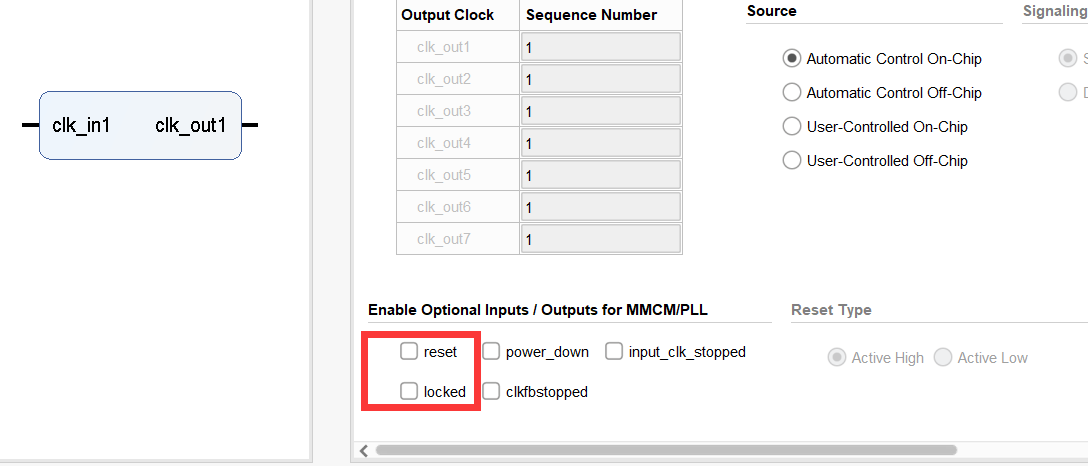 Output Clock Sequence Number
clk_out1 1
clk_out2 1
clk_out3 1
clk_out4 1
clk_out5 1
clk_out6 1
clk_out7 1
Source
Automatic Control On-Chip
Automatic Control Off-Chip
User-Controlled On-Chip
User-Controlled Off-Chip
Signaling
clk_in1 clk_out1
Enable Optional Inputs / Outputs for MMCM/PLL
reset power_down input_clk_stopped
locked clkfbstopped
Reset Type
Active High Active Low